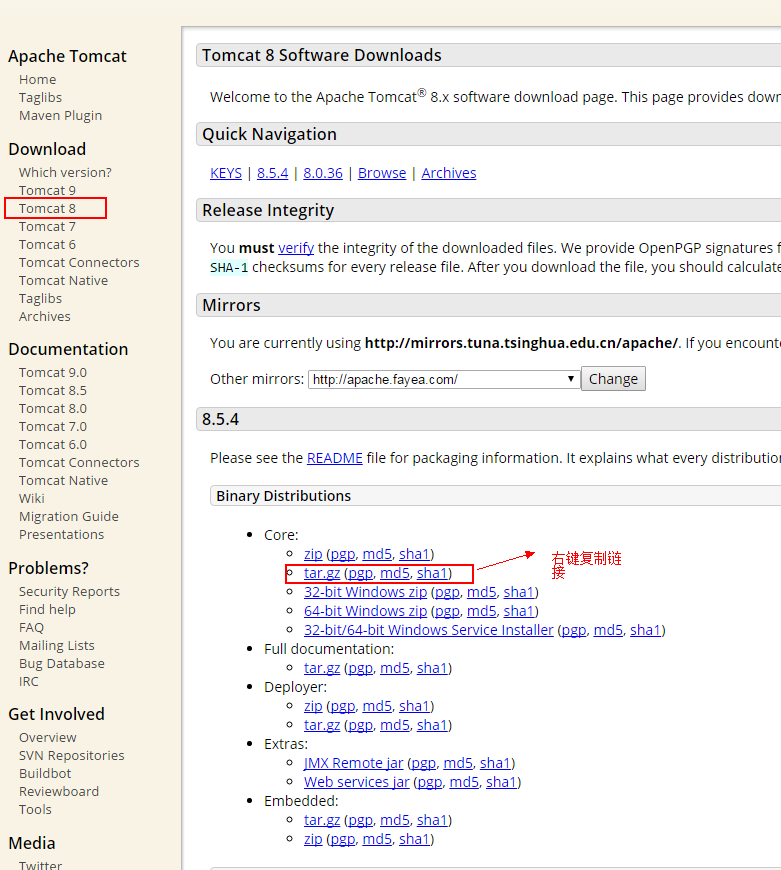 Apache Tomcat
Home
Taglibs
Maven Plugin
Download
Which version?
Tomcat 9
Tomcat 8
Tomcat 7
Tomcat 6
Tomcat Connectors
Tomcat Native
Taglibs
Archives
Documentation
Tomcat 9.0
Tomcat 8.5
Tomcat 8.0
Tomcat 7.0
Tomcat 6.0
Tomcat Connectors
Tomcat Native
Wiki
Migration Guide
Presentations
Problems?
Security Reports
Find help
FAQ
Mailing Lists
Bug Database
IRC
Get Involved
Overview
SVN Repositories
Buildbot
Reviewboard
Tools
Media
Twitter
Tomcat 8 Software Downloads
Welcome to the Apache Tomcat® 8.x software download page. This page provides down
Quick Navigation
KEYS | 8.5.4 | 8.0.36 | Browse | Archives
Release Integrity
You must verify the integrity of the downloaded files. We provide OpenPGP signatures f
SHA-1 checksums for every release file. After you download the file, you should calculate
Mirrors
You are currently using http://mirrors.tuna.tsinghua.edu.cn/apache/. If you encounte
Other mirrors: http://apache.fayea.com/ Change
8.5.4
Please see the README file for packaging information. It explains what every distributio
Binary Distributions
Core:
zip (pgp, md5, sha1)
tar.gz (pgp, md5, sha1)
右键复制链
接
32-bit Windows zip (pgp, md5, sha1)
64-bit Windows zip (pgp, md5, sha1)
32-bit/64-bit Windows Service Installer (pgp, md5, sha1)
Full documentation:
tar.gz (pgp, md5, sha1)
Deployer:
zip (pgp, md5, sha1)
tar.gz (pgp, md5, sha1)
Extras:
JMX Remote jar (pgp, md5, sha1)
Web services jar (pgp, md5, sha1)
Embedded:
tar.gz (pgp, md5, sha1)
zip (pgp, md5, sha1)